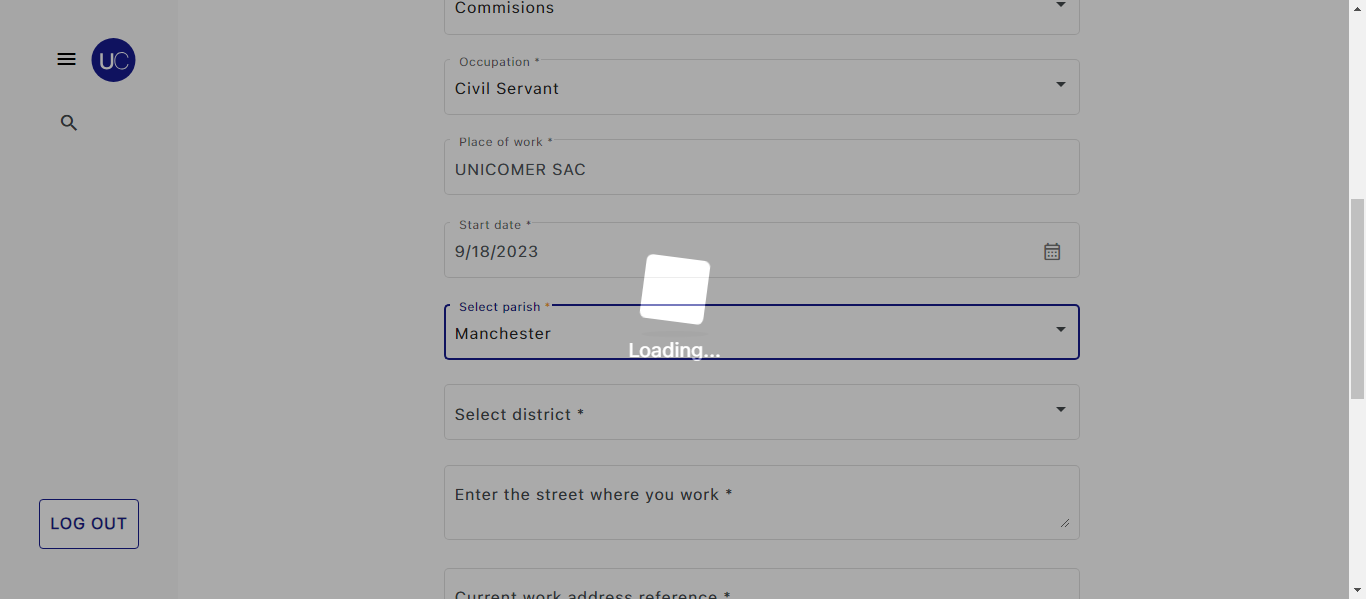 Commisions
UC
Occupation *
Civil Servant
Place of work *
UNICOMER SAC
Start date *
9/18/2023
Select parish *
Manchester
Loading...
Select district *
Enter the street where you work *
LOG OUT
Current work address reference *